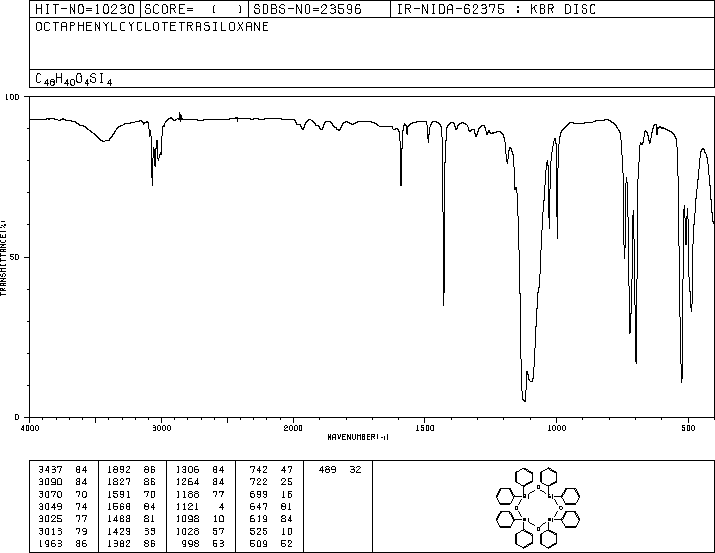 HIT-NO=10230 SCORE= ( ) SDBS-NO=23596 IR-NIDA-62375 : KBR DISC
OCTAPHENYLCYCLOTETRASILOXANE
C48H40O4SI4
100
50
0
TRANSMITTANCE(%)
4000 3000 2000 1500 1000 500
WAVENUMBER(-1)
3437 84 1892 86 1306 84 742 47 489 32
3090 84 1827 86 1264 84 722 25
3070 70 1591 70 1188 77 699 16
3049 74 1568 84 1121 4 647 81
3025 77 1488 81 1098 10 619 84
3013 79 1429 33 1028 57 525 10
1963 86 1382 86 998 53 509 52